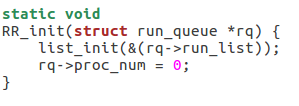 static void
RR_init(struct run_queue *rq) {
    list_init(&(rq->run_list));
    rq->proc_num = 0;
}